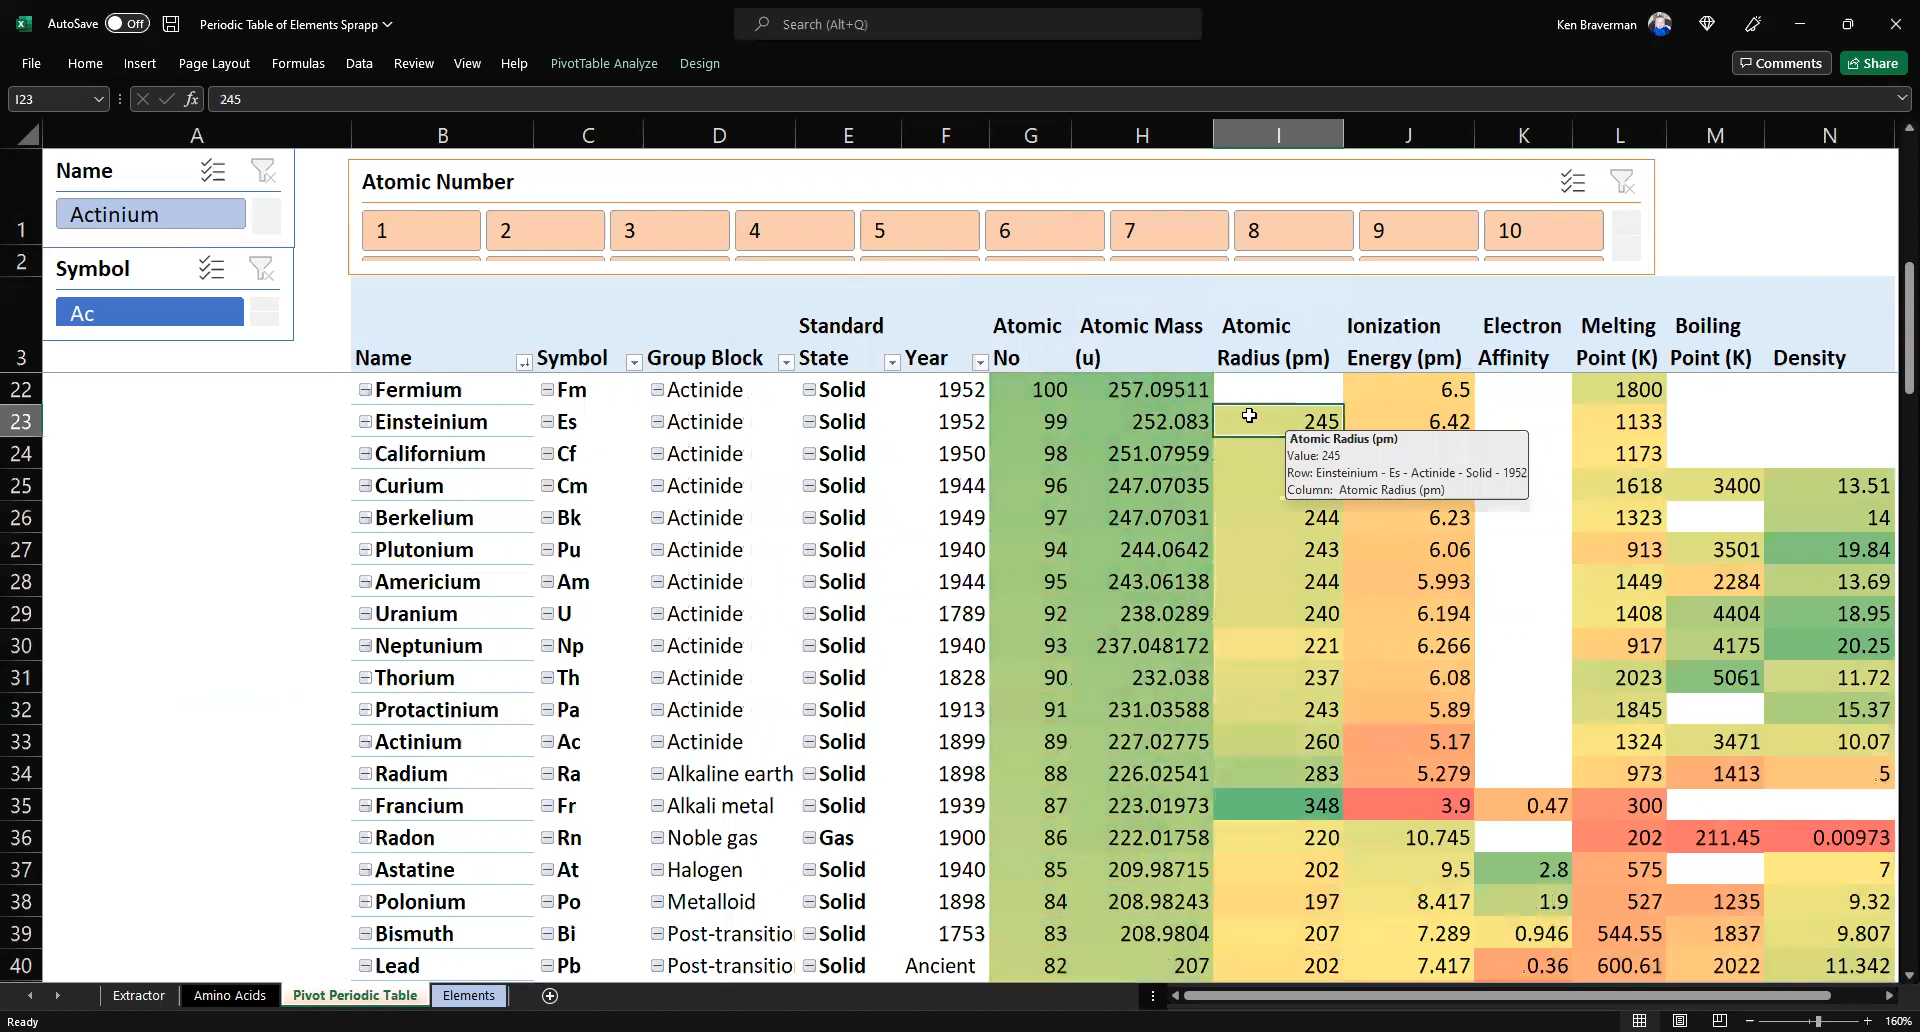 AutoSave Off Periodic Table of Elements Sprapp Search (Alt+Q) Ken Braverman
File Home Insert Page Layout Formulas Data Review View Help PivotTable Analyze Design Comments Share
I23 fx 245
A B C D E F G H I J K L M N
Name
Actinium
Symbol
Ac
Atomic Number
1 2 3 4 5 6 7 8 9 10
1
2
3
Name Symbol Group Block Standard State Year Atomic No Atomic Mass (u) Atomic Radius (pm) Ionization Energy (pm) Electron Affinity Melting Point (K) Boiling Point (K) Density
22 Fermium Fm Actinide Solid 1952 100 257.09511 6.5 1800
23 Einsteinium Es Actinide Solid 1952 99 252.083 245 6.42 1133
24 Californium Cf Actinide Solid 1950 98 251.07959 1173
25 Curium Cm Actinide Solid 1944 96 247.07035 1618 3400 13.51
Atomic Radius (pm)
Value: 245
Row: Einsteinium - Es - Actinide - Solid - 1952
Column: Atomic Radius (pm)
26 Berkelium Bk Actinide Solid 1949 97 247.07031 244 6.23 1323 14
27 Plutonium Pu Actinide Solid 1940 94 244.0642 243 6.06 913 3501 19.84
28 Americium Am Actinide Solid 1944 95 243.06138 244 5.993 1449 2284 13.69
29 Uranium U Actinide Solid 1789 92 238.0289 240 6.194 1408 4404 18.95
30 Neptunium Np Actinide Solid 1940 93 237.048172 221 6.266 917 4175 20.25
31 Thorium Th Actinide Solid 1828 90 232.038 237 6.08 2023 5061 11.72
32 Protactinium Pa Actinide Solid 1913 91 231.03588 243 5.89 1845 15.37
33 Actinium Ac Actinide Solid 1899 89 227.02775 260 5.17 1324 3471 10.07
34 Radium Ra Alkaline earth Solid 1898 88 226.02541 283 5.279 973 1413 5
35 Francium Fr Alkali metal Solid 1939 87 223.01973 348 3.9 0.47 300
36 Radon Rn Noble gas Gas 1900 86 222.01758 220 10.745 202 211.45 0.00973
37 Astatine At Halogen Solid 1940 85 209.98715 202 9.5 2.8 575 7
38 Polonium Po Metalloid Solid 1898 84 208.98243 197 8.417 1.9 527 1235 9.32
39 Bismuth Bi Post-transitio Solid 1753 83 208.9804 207 7.289 0.946 544.55 1837 9.807
40 Lead Pb Post-transitio Solid Ancient 82 207 202 7.417 0.36 600.61 2022 11.342
Extractor Amino Acids Pivot Periodic Table Elements
Ready 160%